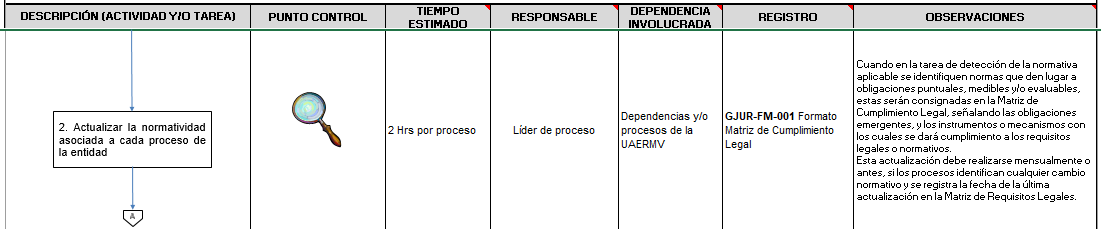 DESCRIPCIÓN (ACTIVIDAD Y/O TAREA)
PUNTO CONTROL
TIEMPO
ESTIMADO
RESPONSABLE
DEPENDENCIA
INVOLUCRADA
REGISTRO
OBSERVACIONES
2. Actualizar la normatividad
asociada a cada proceso de
la entidad
A
2 Hrs por proceso
Líder de proceso
Dependencias y/o
procesos de la
UAERMV
GJUR-FM-001 Formato
Matriz de Cumplimiento
Legal
Cuando en la tarea de detección de la normativa
aplicable se identifiquen normas que den lugar a
obligaciones puntuales, medibles y/o evaluables,
estas serán consignadas en la Matriz de
Cumplimiento Legal, señalando las obligaciones
emergentes, y los instrumentos o mecanismos con
los cuales se dará cumplimiento a los requisitos
legales o normativos.
Esta actualización debe realizarse mensualmente o
antes, si los procesos identifican cualquier cambio
normativo y se registra la fecha de la última
actualización en la Matriz de Requisitos Legales.